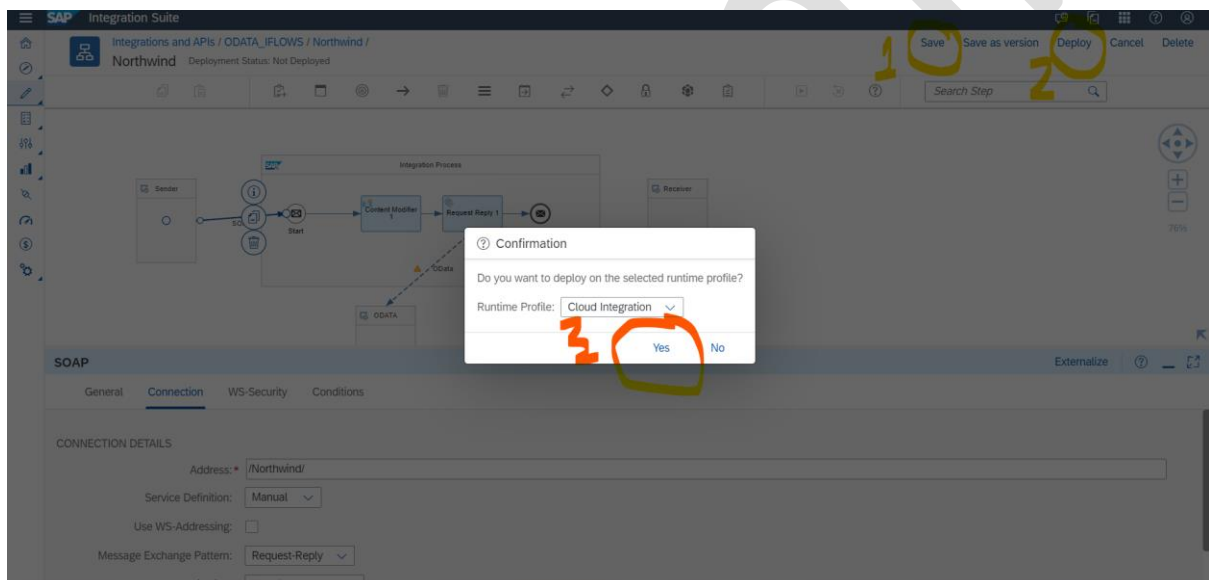 SAP Integration Suite
Integrations and APIs / ODATA_IFLOWS / Northwind /
Northwind Deployment Status: Not Deployed
1
Save Save as version Deploy Cancel Delete
2
Search Step
Integration Process
Sender
Receiver
Content Modifier
1
Request Reply 1
SO
Start
OData
ODATA
76%
Confirmation
Do you want to deploy on the selected runtime profile?
Runtime Profile: Cloud Integration
3
Yes No
SOAP Externalize
General Connection WS-Security Conditions
CONNECTION DETAILS
Address:* /Northwind/
Service Definition: Manual
Use WS-Addressing:
Message Exchange Pattern: Request-Reply